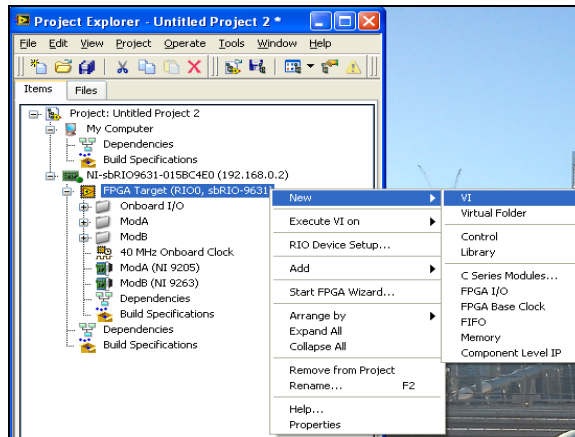 Project Explorer - Untitled Project 2 *
File Edit View Project Operate Tools Window Help
Items Files
Project: Untitled Project 2
My Computer
Dependencies
Build Specifications
NI-sbRIO9631-015BC4E0 (192.168.0.2)
FPGA Target (RIO0, sbRIO-9631)
Onboard I/O
ModA
ModB
40 MHz Onboard Clock
ModA (NI 9205)
ModB (NI 9263)
Dependencies
Build Specifications
Dependencies
Build Specifications
New
Execute VI on
RIO Device Setup...
Add
Start FPGA Wizard...
Arrange by
Expand All
Collapse All
Remove from Project
Rename... F2
Help...
Properties
VI
Virtual Folder
Control
Library
C Series Modules...
FPGA I/O
FPGA Base Clock
FIFO
Memory
Component Level IP